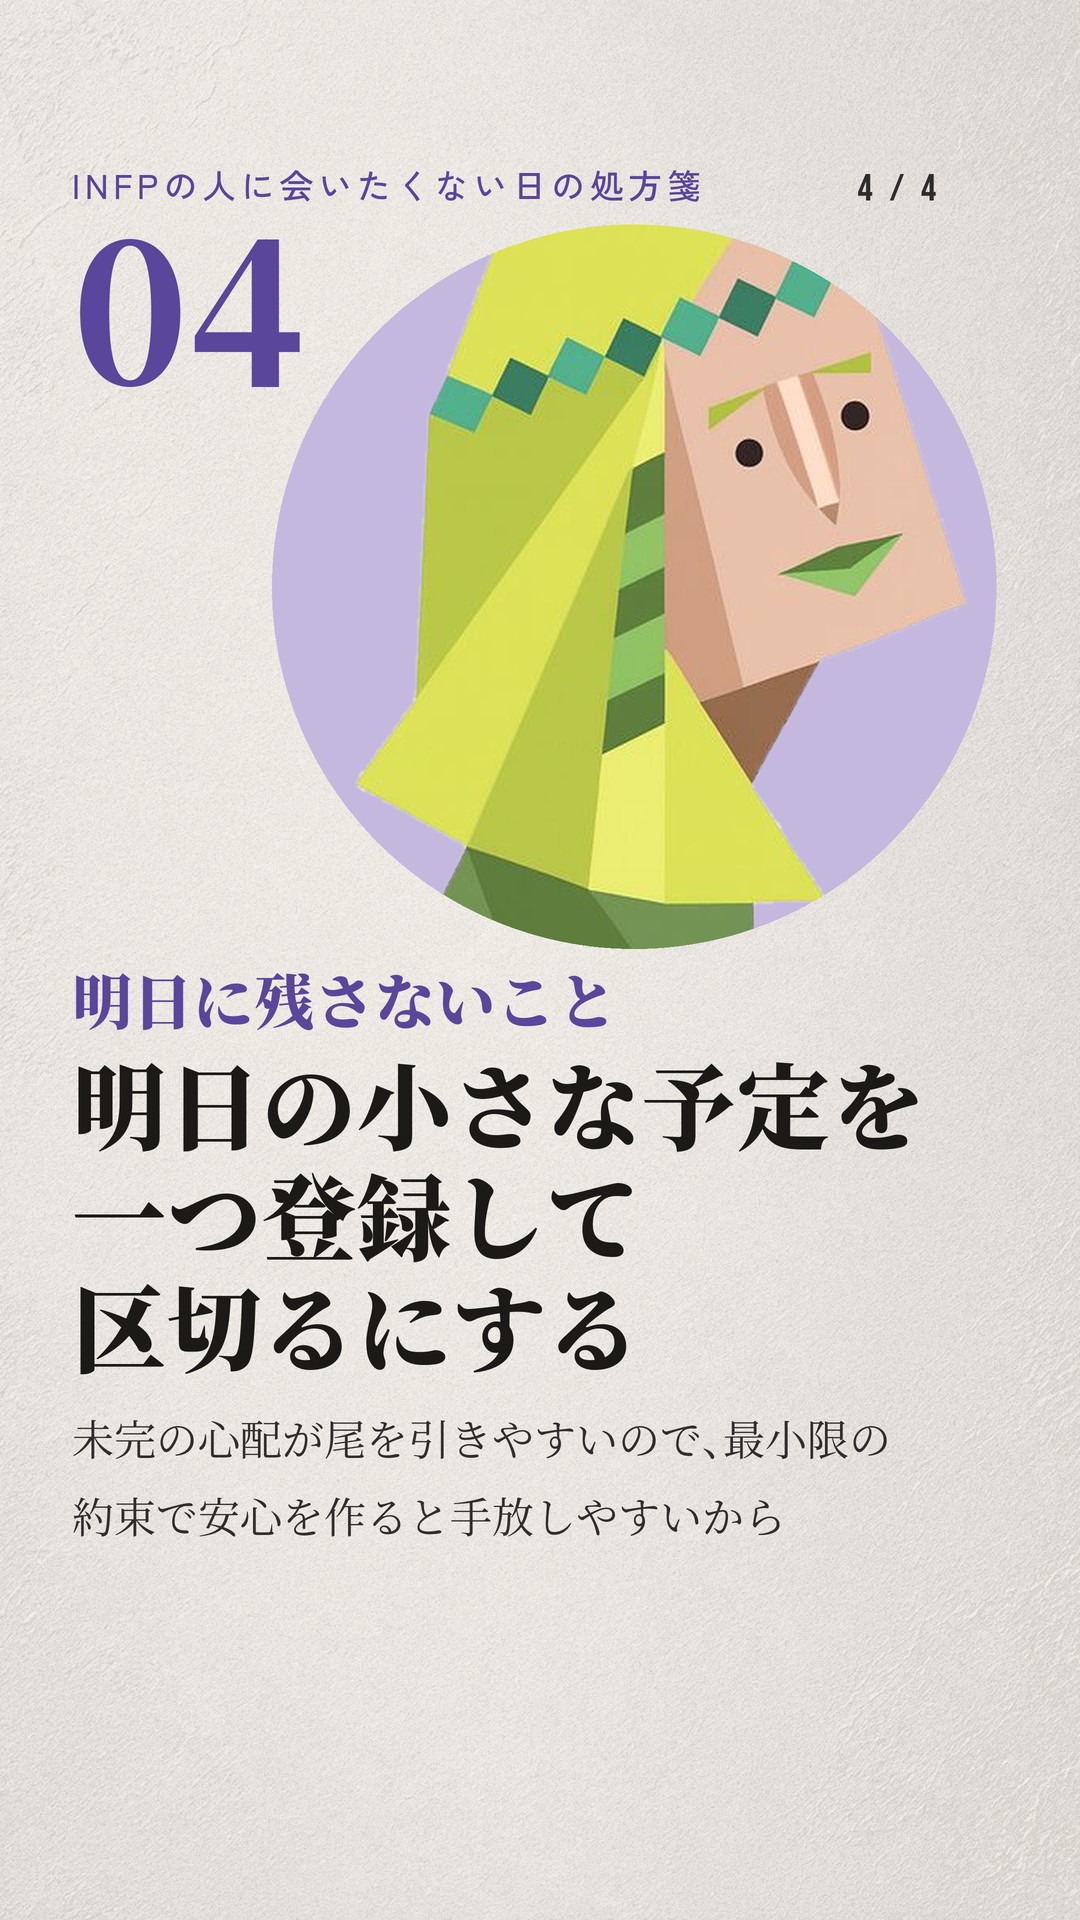 INFPの人に会いたくない日の処方箋
4 / 4
04
明日に残さないこと
明日の小さな予定を
一つ登録して
区切るにする
未完の心配が尾を引きやすいので、最小限の
約束で安心を作ると手放しやすいから